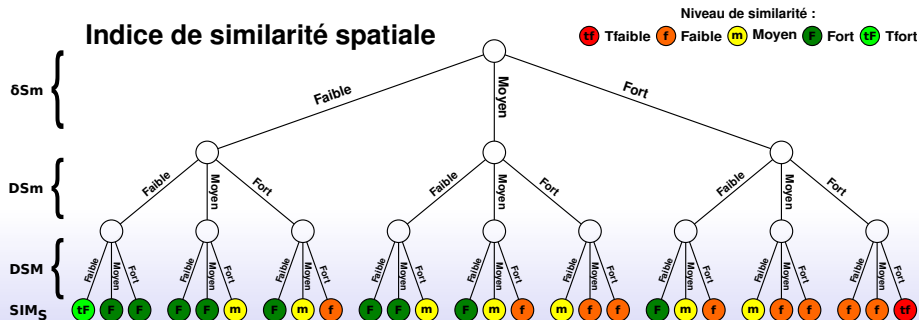 Indice de similarité spatiale
Niveau de similarité :
tf Tfaible f Faible m Moyen F Fort tF Tfort
δSm
Faible Moyen Fort
DSm
Faible Moyen Fort Faible Moyen Fort Faible Moyen Fort
DSM
Faible Moyen Fort Faible Moyen Fort Faible Moyen Fort Faible Moyen Fort Faible Moyen Fort Faible Moyen Fort Faible Moyen Fort Faible Moyen Fort Faible Moyen Fort
SIMS tF F F F F m F m f F F m F m f m f f F m f m f f f f tf